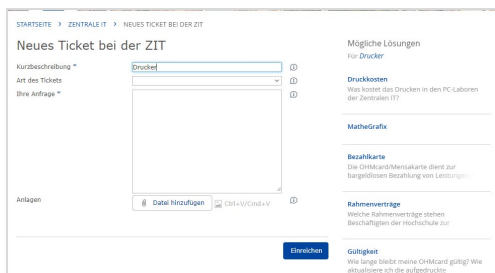 STARTSEITE > ZENTRALE IT > NEUES TICKET BEI DER ZIT
Neues Ticket bei der ZIT
Kurzbeschreibung *
Drucker
Art des Tickets
Ihre Anfrage *
Anlagen
Datei hinzufügen
Ctrl+V/Cmd+V
Einreichen
Mögliche Lösungen
Für Drucker
Druckkosten
Was kostet das Drucken in den PC-Laboren
der Zentralen IT?
MatheGrafix
Bezahlkarte
Die OHMcard/Mensakarte dient zur
bargeldlosen Bezahlung von Leistungen
Rahmenverträge
Welche Rahmenverträge stehen
Beschäftigten der Hochschule zur
Gültigkeit
Wie lange bleibt meine OHMcard gültig? Wie
aktualisiere ich die aufgedruckte